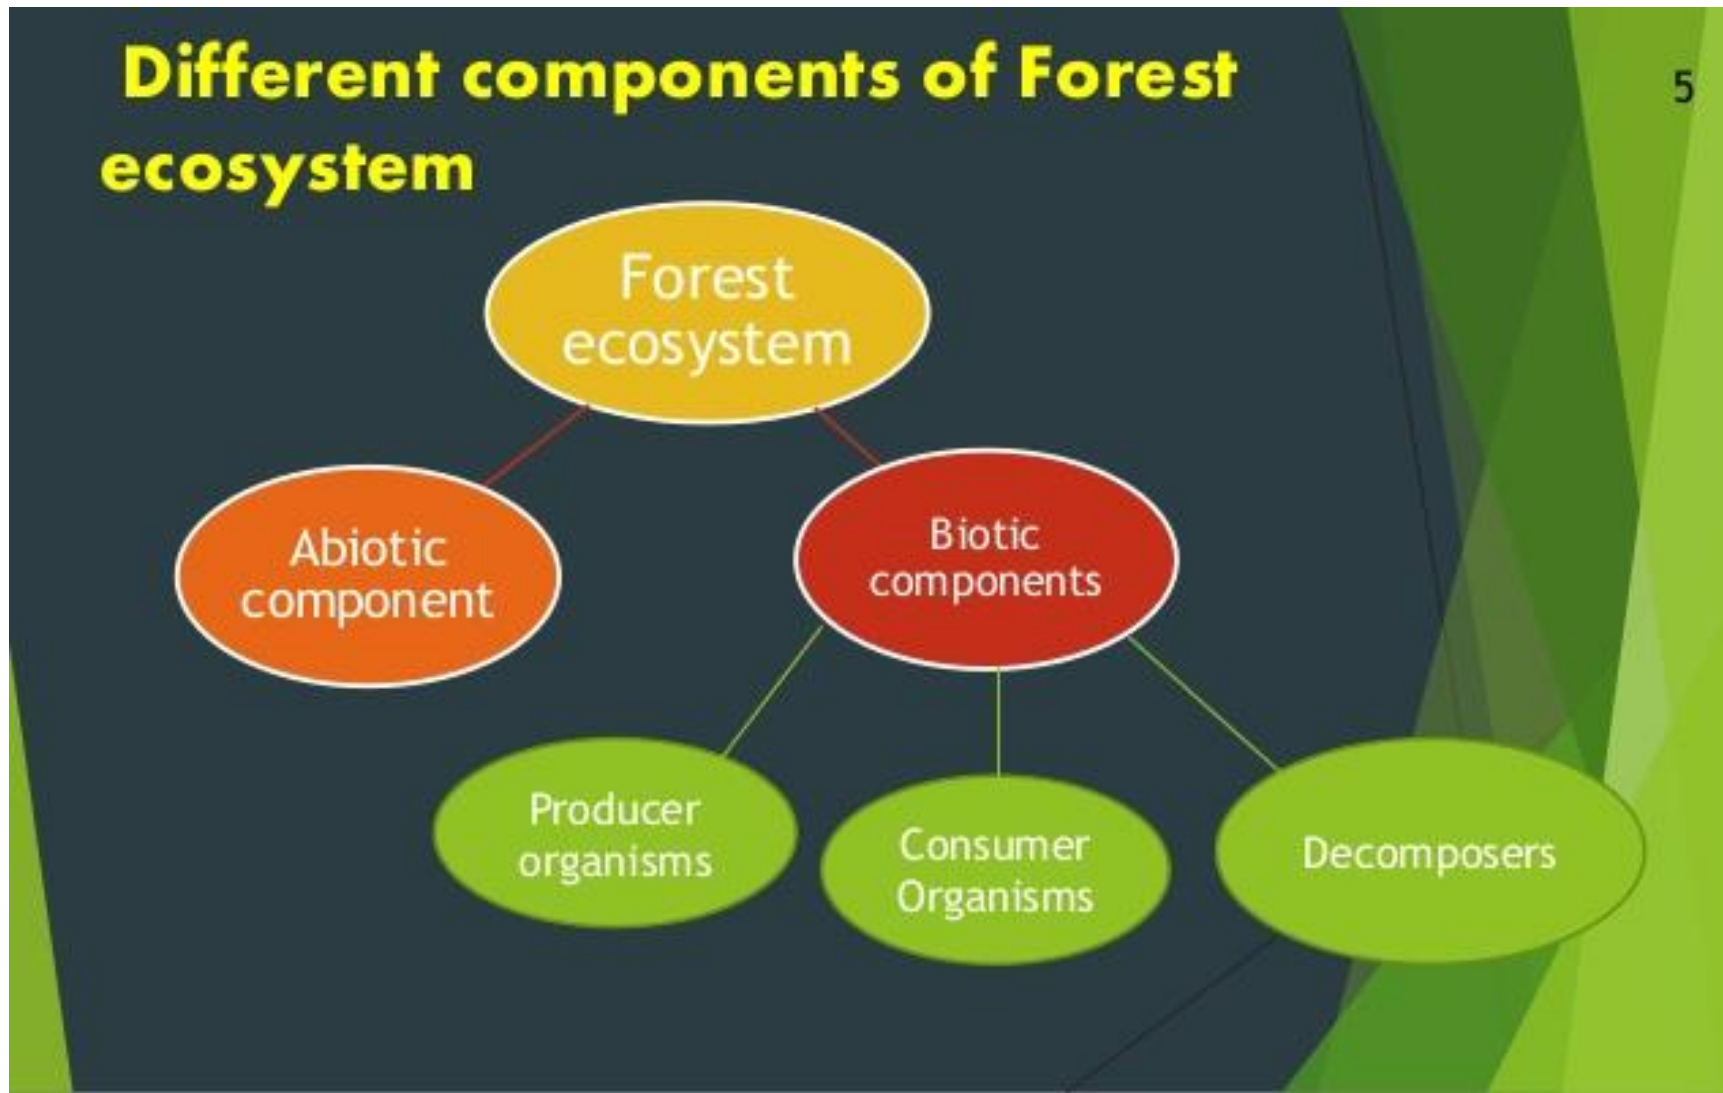 Different components of Forest
ecosystem
5
Forest
ecosystem
Abiotic
component
Biotic
components
Producer
organisms
Consumer
Organisms
Decomposers